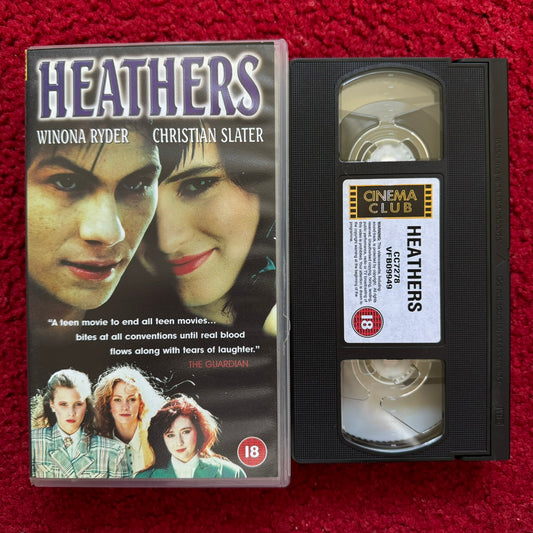 HEATHERS
WINONA RYDER CHRISTIAN SLATER
"A teen movie to end all teen movies...
bites at all conventions until real blood
flows along with tears of laughter."
THE GUARDIAN
18
CINEMA
CLUB
HEATHERS
CC7278
VFB09949
18